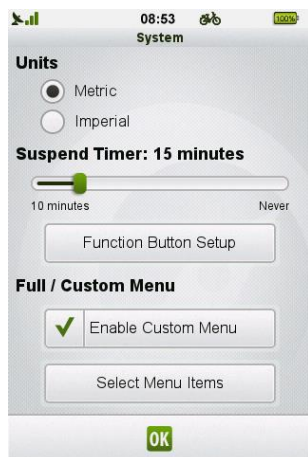 08:53 100%
System
Units
Metric
Imperial
Suspend Timer: 15 minutes
10 minutes Never
Function Button Setup
Full / Custom Menu
Enable Custom Menu
Select Menu Items
OK